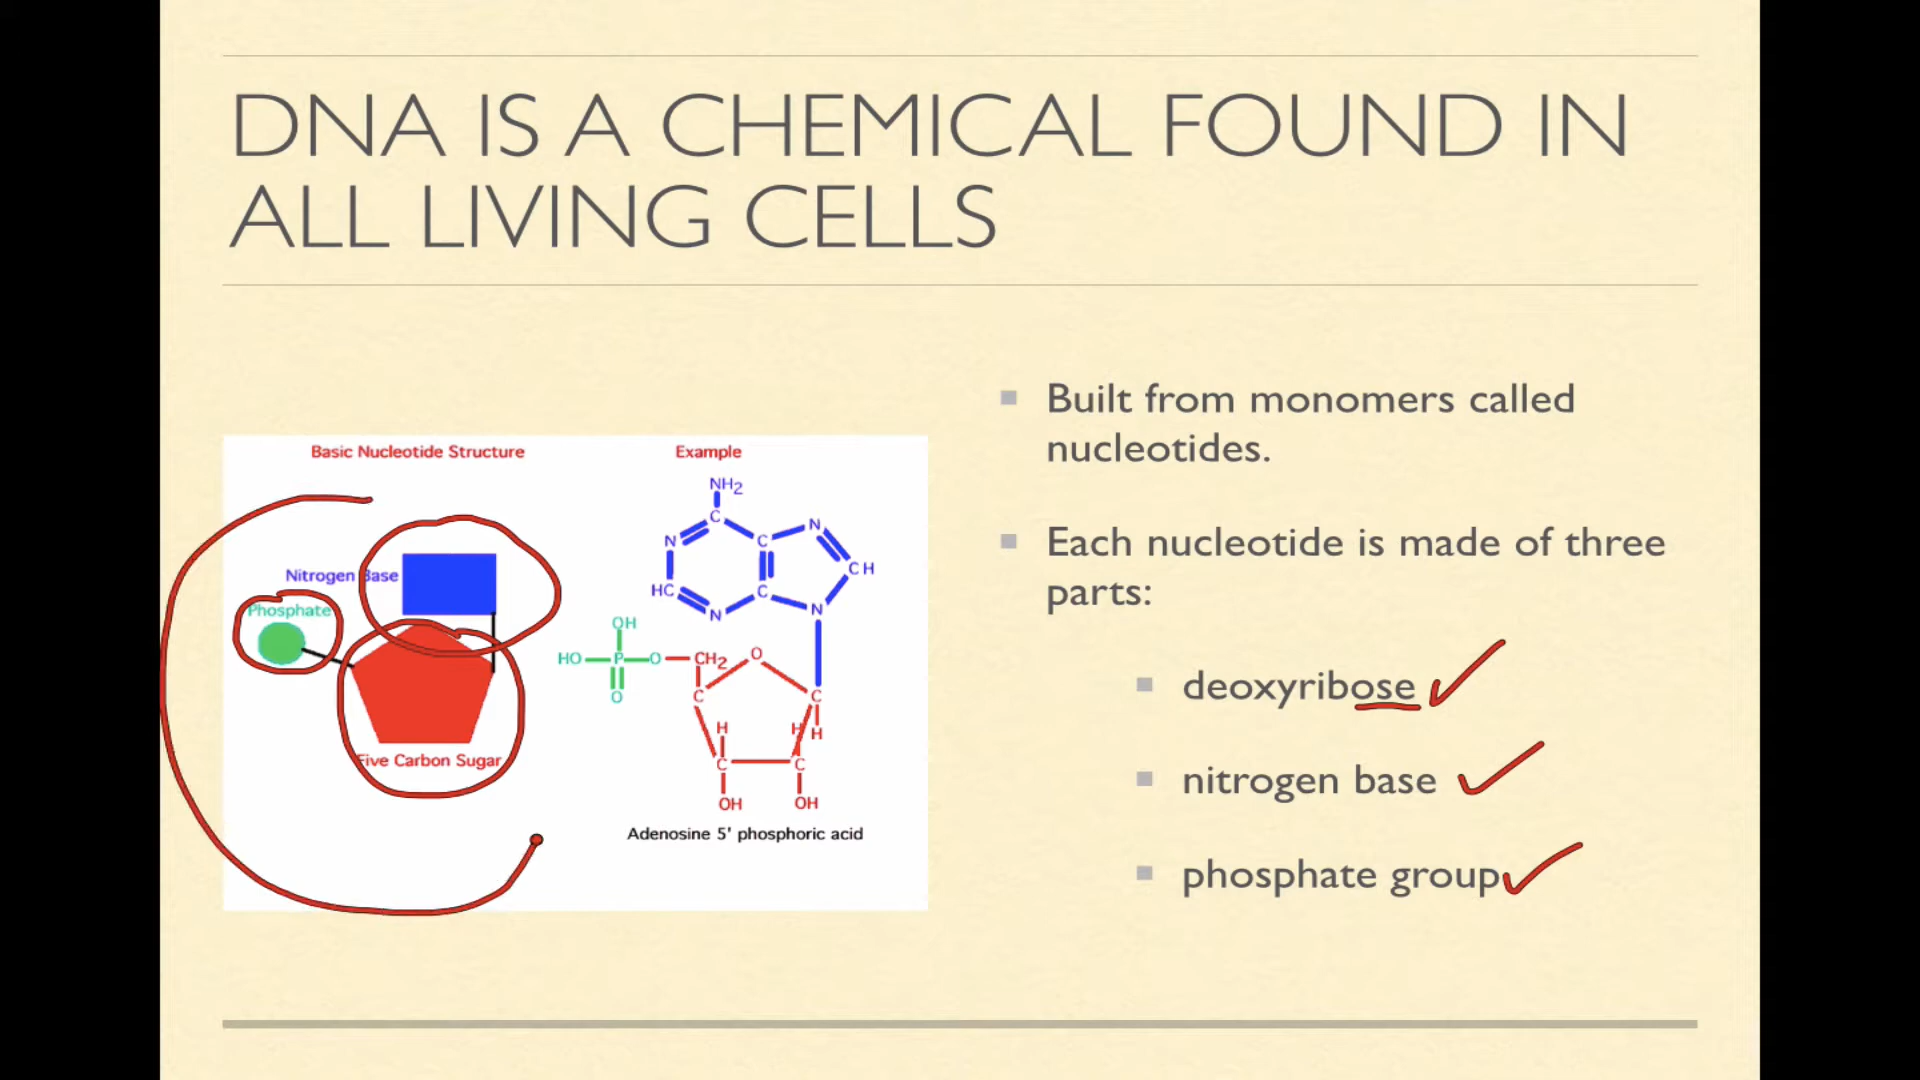 DNA IS A CHEMICAL FOUND IN
ALL LIVING CELLS
Basic Nucleotide Structure
Nitrogen Base
Phosphate
Five Carbon Sugar
Example
NH2
C
N
C
N
CH
HC
C
N
N
OH
HO
P
O
CH2
O
O
C
C
H
H
H
C
C
OH
OH
Adenosine 5' phosphoric acid
Built from monomers called
nucleotides.
Each nucleotide is made of three
parts:
deoxyribose
nitrogen base
phosphate group